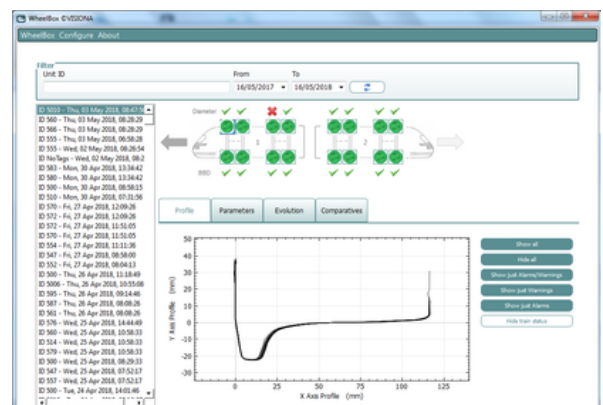 WheelBox ©VISIONA
WheelBox Configure About
Filter
Unit ID
From
To
16/05/2017
16/05/2018
ID 5010 - Thu, 03 May 2018, 08:47:5
ID 560 - Thu, 03 May 2018, 08:28:29
ID 566 - Thu, 03 May 2018, 08:28:29
ID 555 - Thu, 03 May 2018, 06:58:28
ID 555 - Wed, 02 May 2018, 08:26:54
ID NoTags - Wed, 02 May 2018, 08:2
ID 583 - Mon, 30 Apr 2018, 13:34:42
ID 580 - Mon, 30 Apr 2018, 13:34:42
ID 500 - Mon, 30 Apr 2018, 08:58:15
ID 510 - Mon, 30 Apr 2018, 07:31:56
ID 570 - Fri, 27 Apr 2018, 12:09:26
ID 572 - Fri, 27 Apr 2018, 12:09:26
ID 572 - Fri, 27 Apr 2018, 11:51:05
ID 570 - Fri, 27 Apr 2018, 11:51:05
ID 554 - Fri, 27 Apr 2018, 11:11:36
ID 547 - Fri, 27 Apr 2018, 08:58:00
ID 552 - Fri, 27 Apr 2018, 08:04:13
ID 500 - Thu, 26 Apr 2018, 11:18:49
ID 5006 - Thu, 26 Apr 2018, 10:55:08
ID 595 - Thu, 26 Apr 2018, 09:14:46
ID 587 - Thu, 26 Apr 2018, 08:08:26
ID 561 - Thu, 26 Apr 2018, 08:08:26
ID 576 - Wed, 25 Apr 2018, 14:44:49
ID 560 - Wed, 25 Apr 2018, 10:58:33
ID 514 - Wed, 25 Apr 2018, 10:58:33
ID 579 - Wed, 25 Apr 2018, 10:58:33
ID 500 - Wed, 25 Apr 2018, 08:29:33
ID 547 - Wed, 25 Apr 2018, 07:52:17
ID 557 - Wed, 25 Apr 2018, 07:52:17
ID 500 - Tue, 24 Apr 2018, 14:01:46
Diameter
1
2
BBD
Profile
Parameters
Evolution
Comparatives
50
40
30
20
10
0
-10
-20
-30
Y Axis Profile (mm)
0
25
50
75
100
125
X Axis Profile (mm)
Show all
Hide all
Show just Alarms/Warnings
Show just Warnings
Show just Alarms
Hide train status